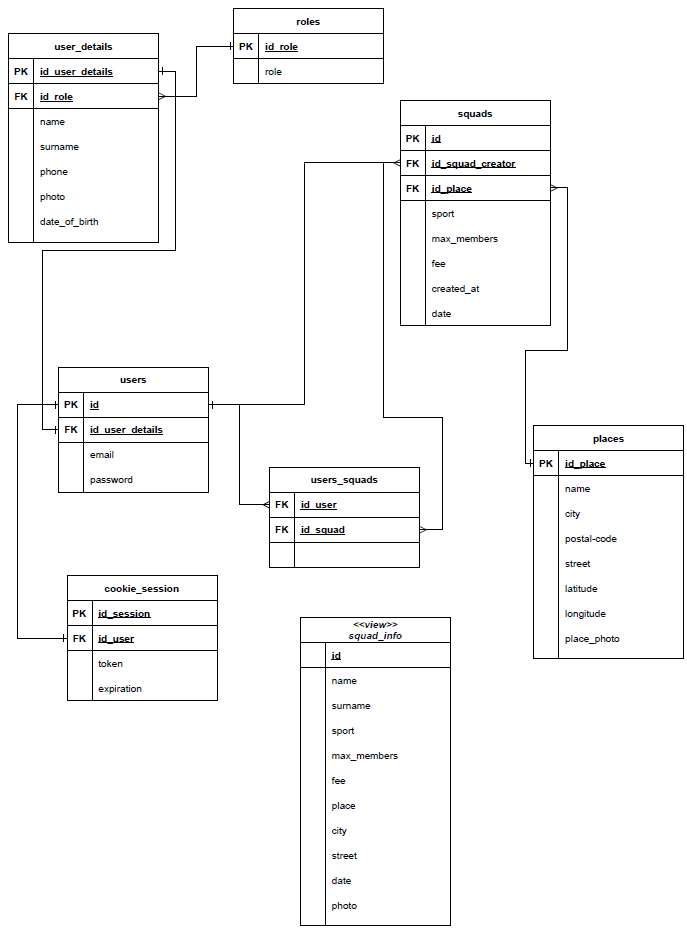 roles
PK id_role
role
user_details
PK id_user_details
FK id_role
name
surname
phone
photo
date_of_birth
squads
PK id
FK id_squad_creator
FK id_place
sport
max_members
fee
created_at
date
users
PK id
FK id_user_details
email
password
places
PK id_place
name
city
postal-code
street
latitude
longitude
place_photo
users_squads
FK id_user
FK id_squad
cookie_session
PK id_session
FK id_user
token
expiration
<<view>>
squad_info
id
name
surname
sport
max_members
fee
place
city
street
date
photo